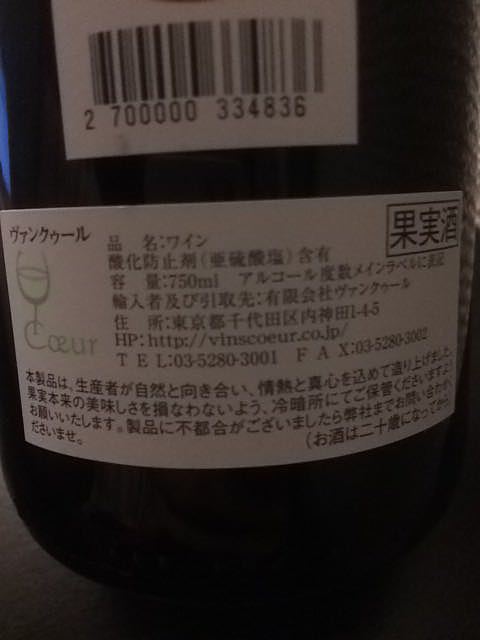 2 700000 334836
ヴァンクゥール
果実酒
品 名:ワイン
酸化防止剤(亜硫酸塩)含有
容 量:750ml アルコール度数メインラベルに表記
輸入者及び引取先:有限会社ヴァンクゥール
住 所:東京都千代田区内神田1-4-5
HP:http://vinscoeur.co.jp/
TEL:03-5280-3001 FAX:03-5280-3002
Cœur
本製品は、生産者が自然と向き合い、情熱と真心を込めて造り上げました。
果実本来の美味しさを損なわないよう、冷暗所にてご保管くださいますよう
お願いいたします。製品に不都合がございましたら弊社までお問い合わせ
くださいませ。
(お酒は二十歳になってから